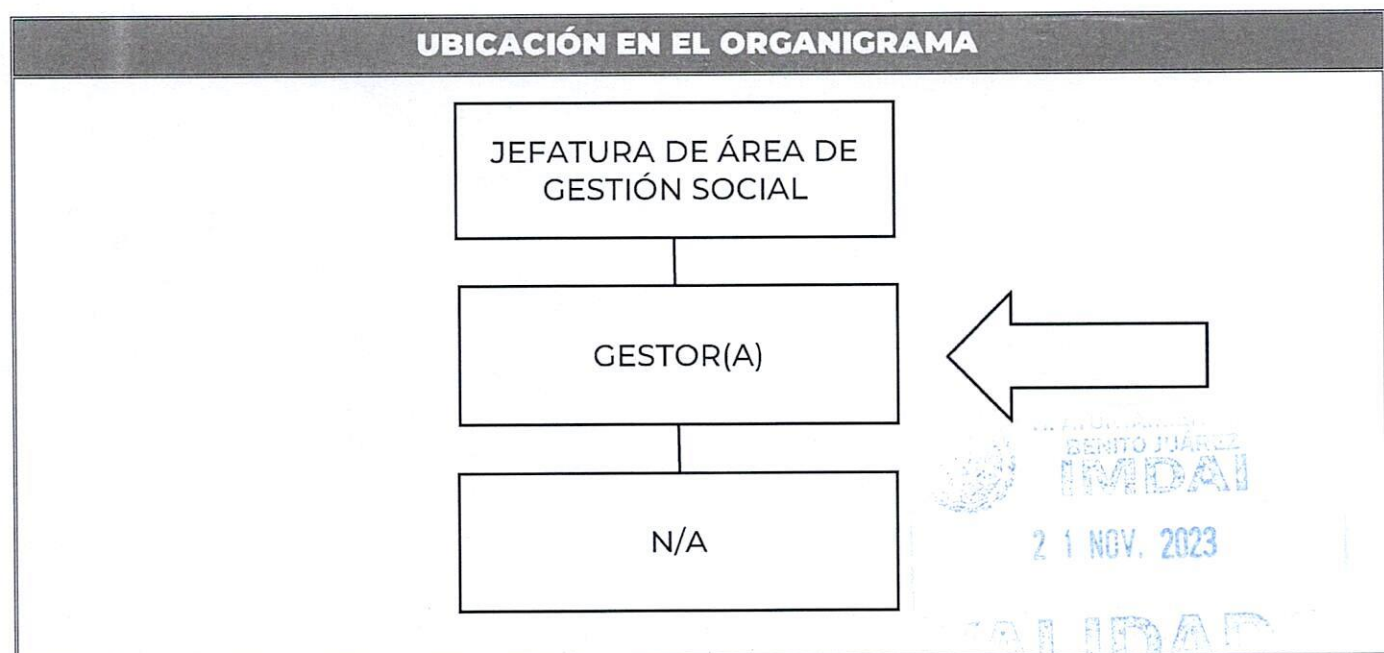 UBICACIÓN EN EL ORGANIGRAMA
JEFATURA DE ÁREA DE
GESTIÓN SOCIAL
GESTOR(A)
BENITO JUÁREZ
IMDAI
N/A
21 NOV. 2023